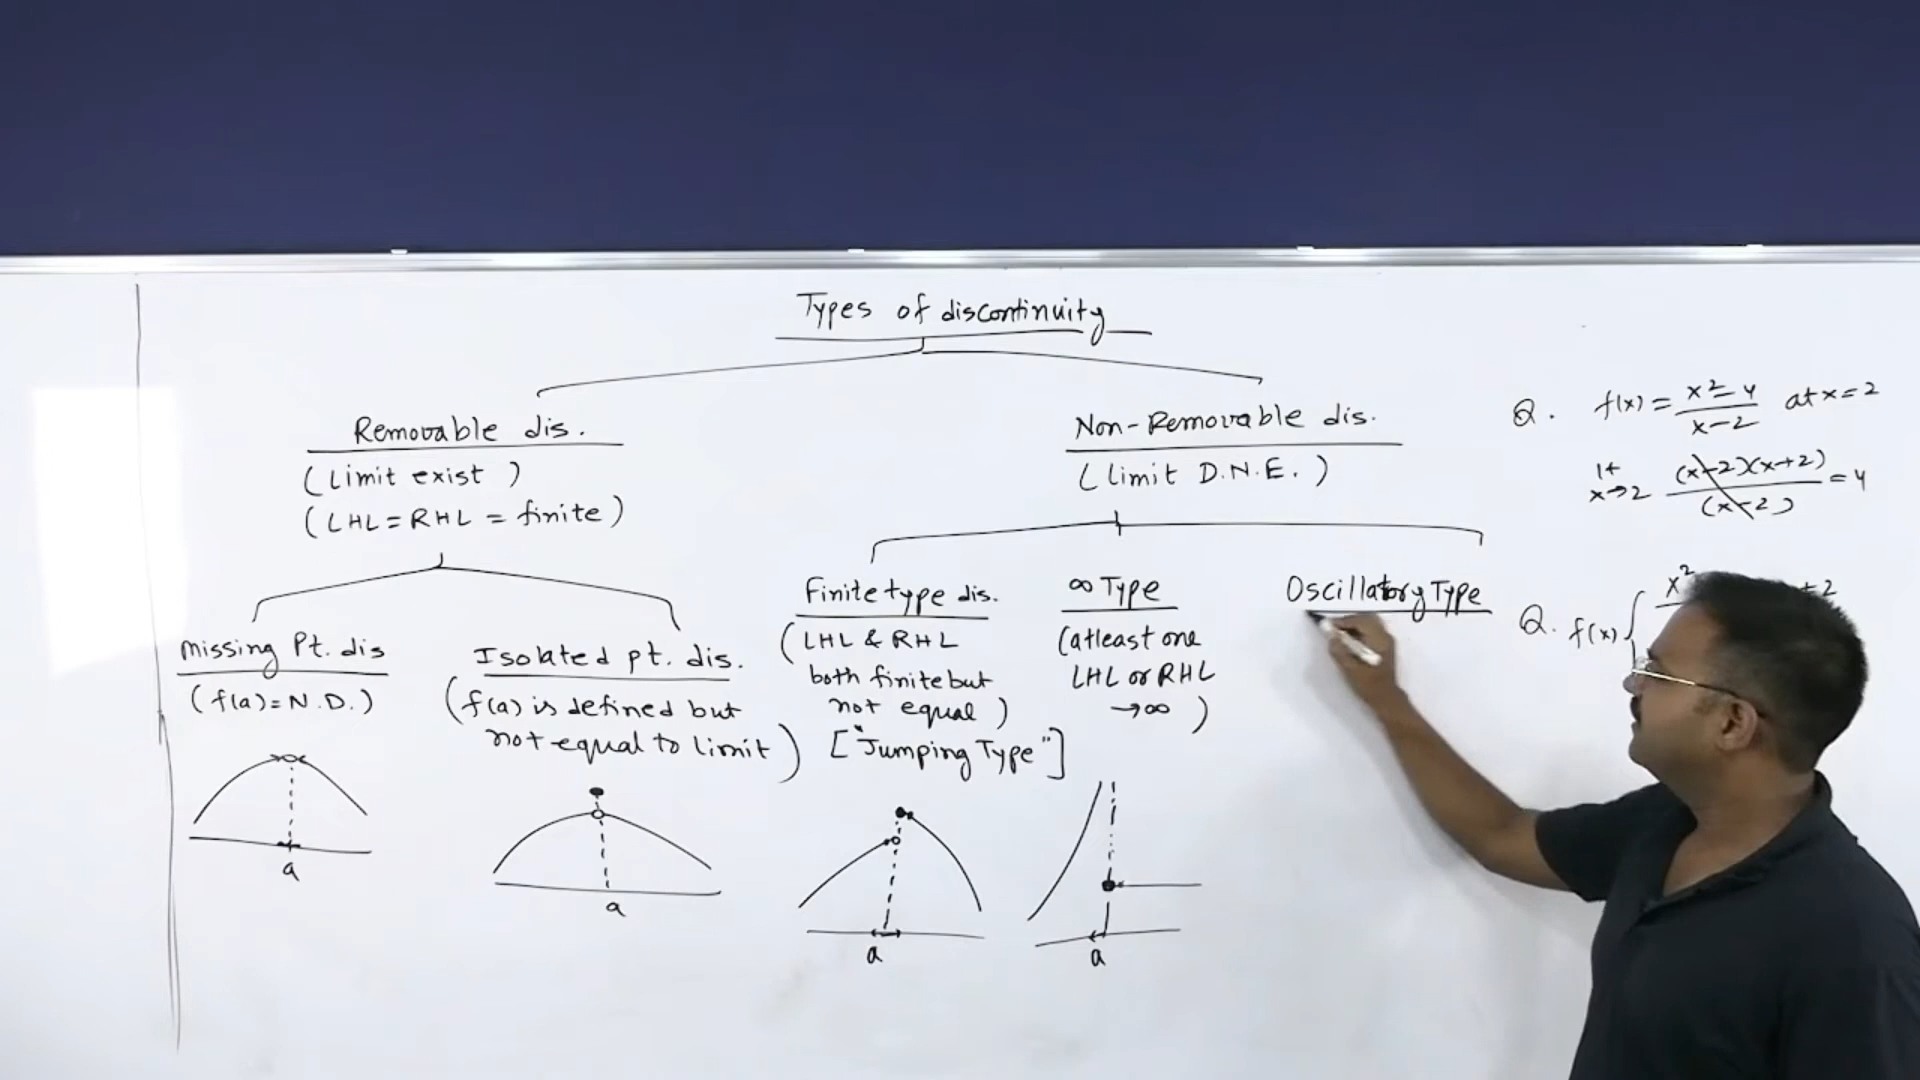 Types of discontinuity
Removable dis.
(Limit exist)
(LHL = RHL = finite)
Missing Pt. dis
(f(a) = N.D.)
a
Isolated pt. dis.
(f(a) is defined but
not equal to limit)
a
Non-Removable dis.
(limit D.N.E.)
Finite type dis.
(LHL & RHL
both finite but
not equal)
["Jumping Type"]
a
∞ Type
(atleast one
LHL or RHL
→∞)
a
Oscillatory Type
Q. f(x) = x²-4 / x-2 at x=2
lt x→2 (x-2)(x+2) / (x-2) = 4
Q. f(x) { x²